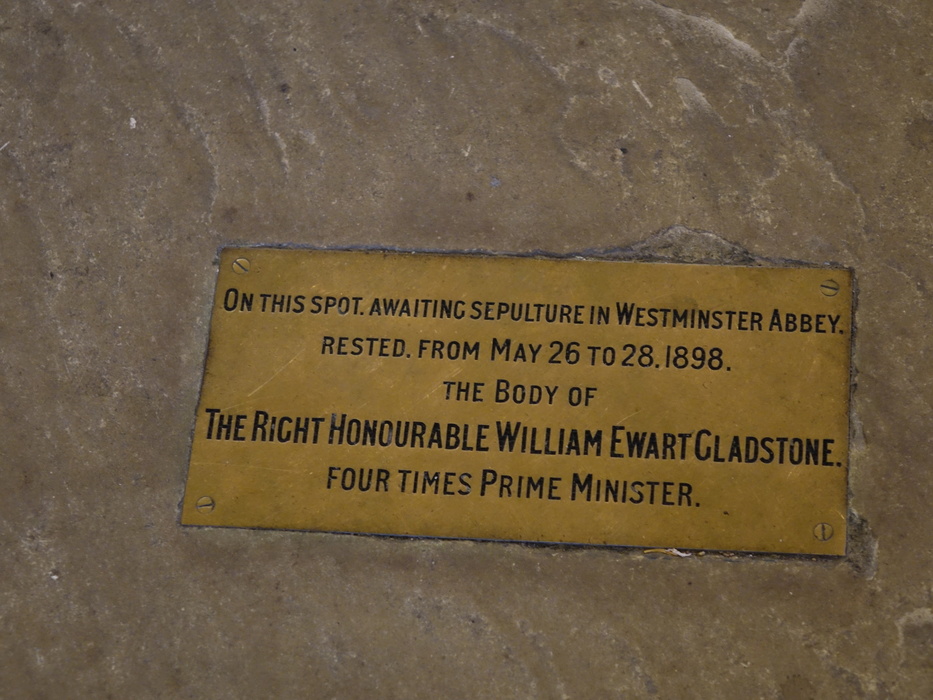 On this spot. awaiting sepulture in Westminster Abbey.
rested. from May 26 to 28. 1898.
the Body of
The Right Honourable William Ewart Gladstone.
four times Prime Minister.